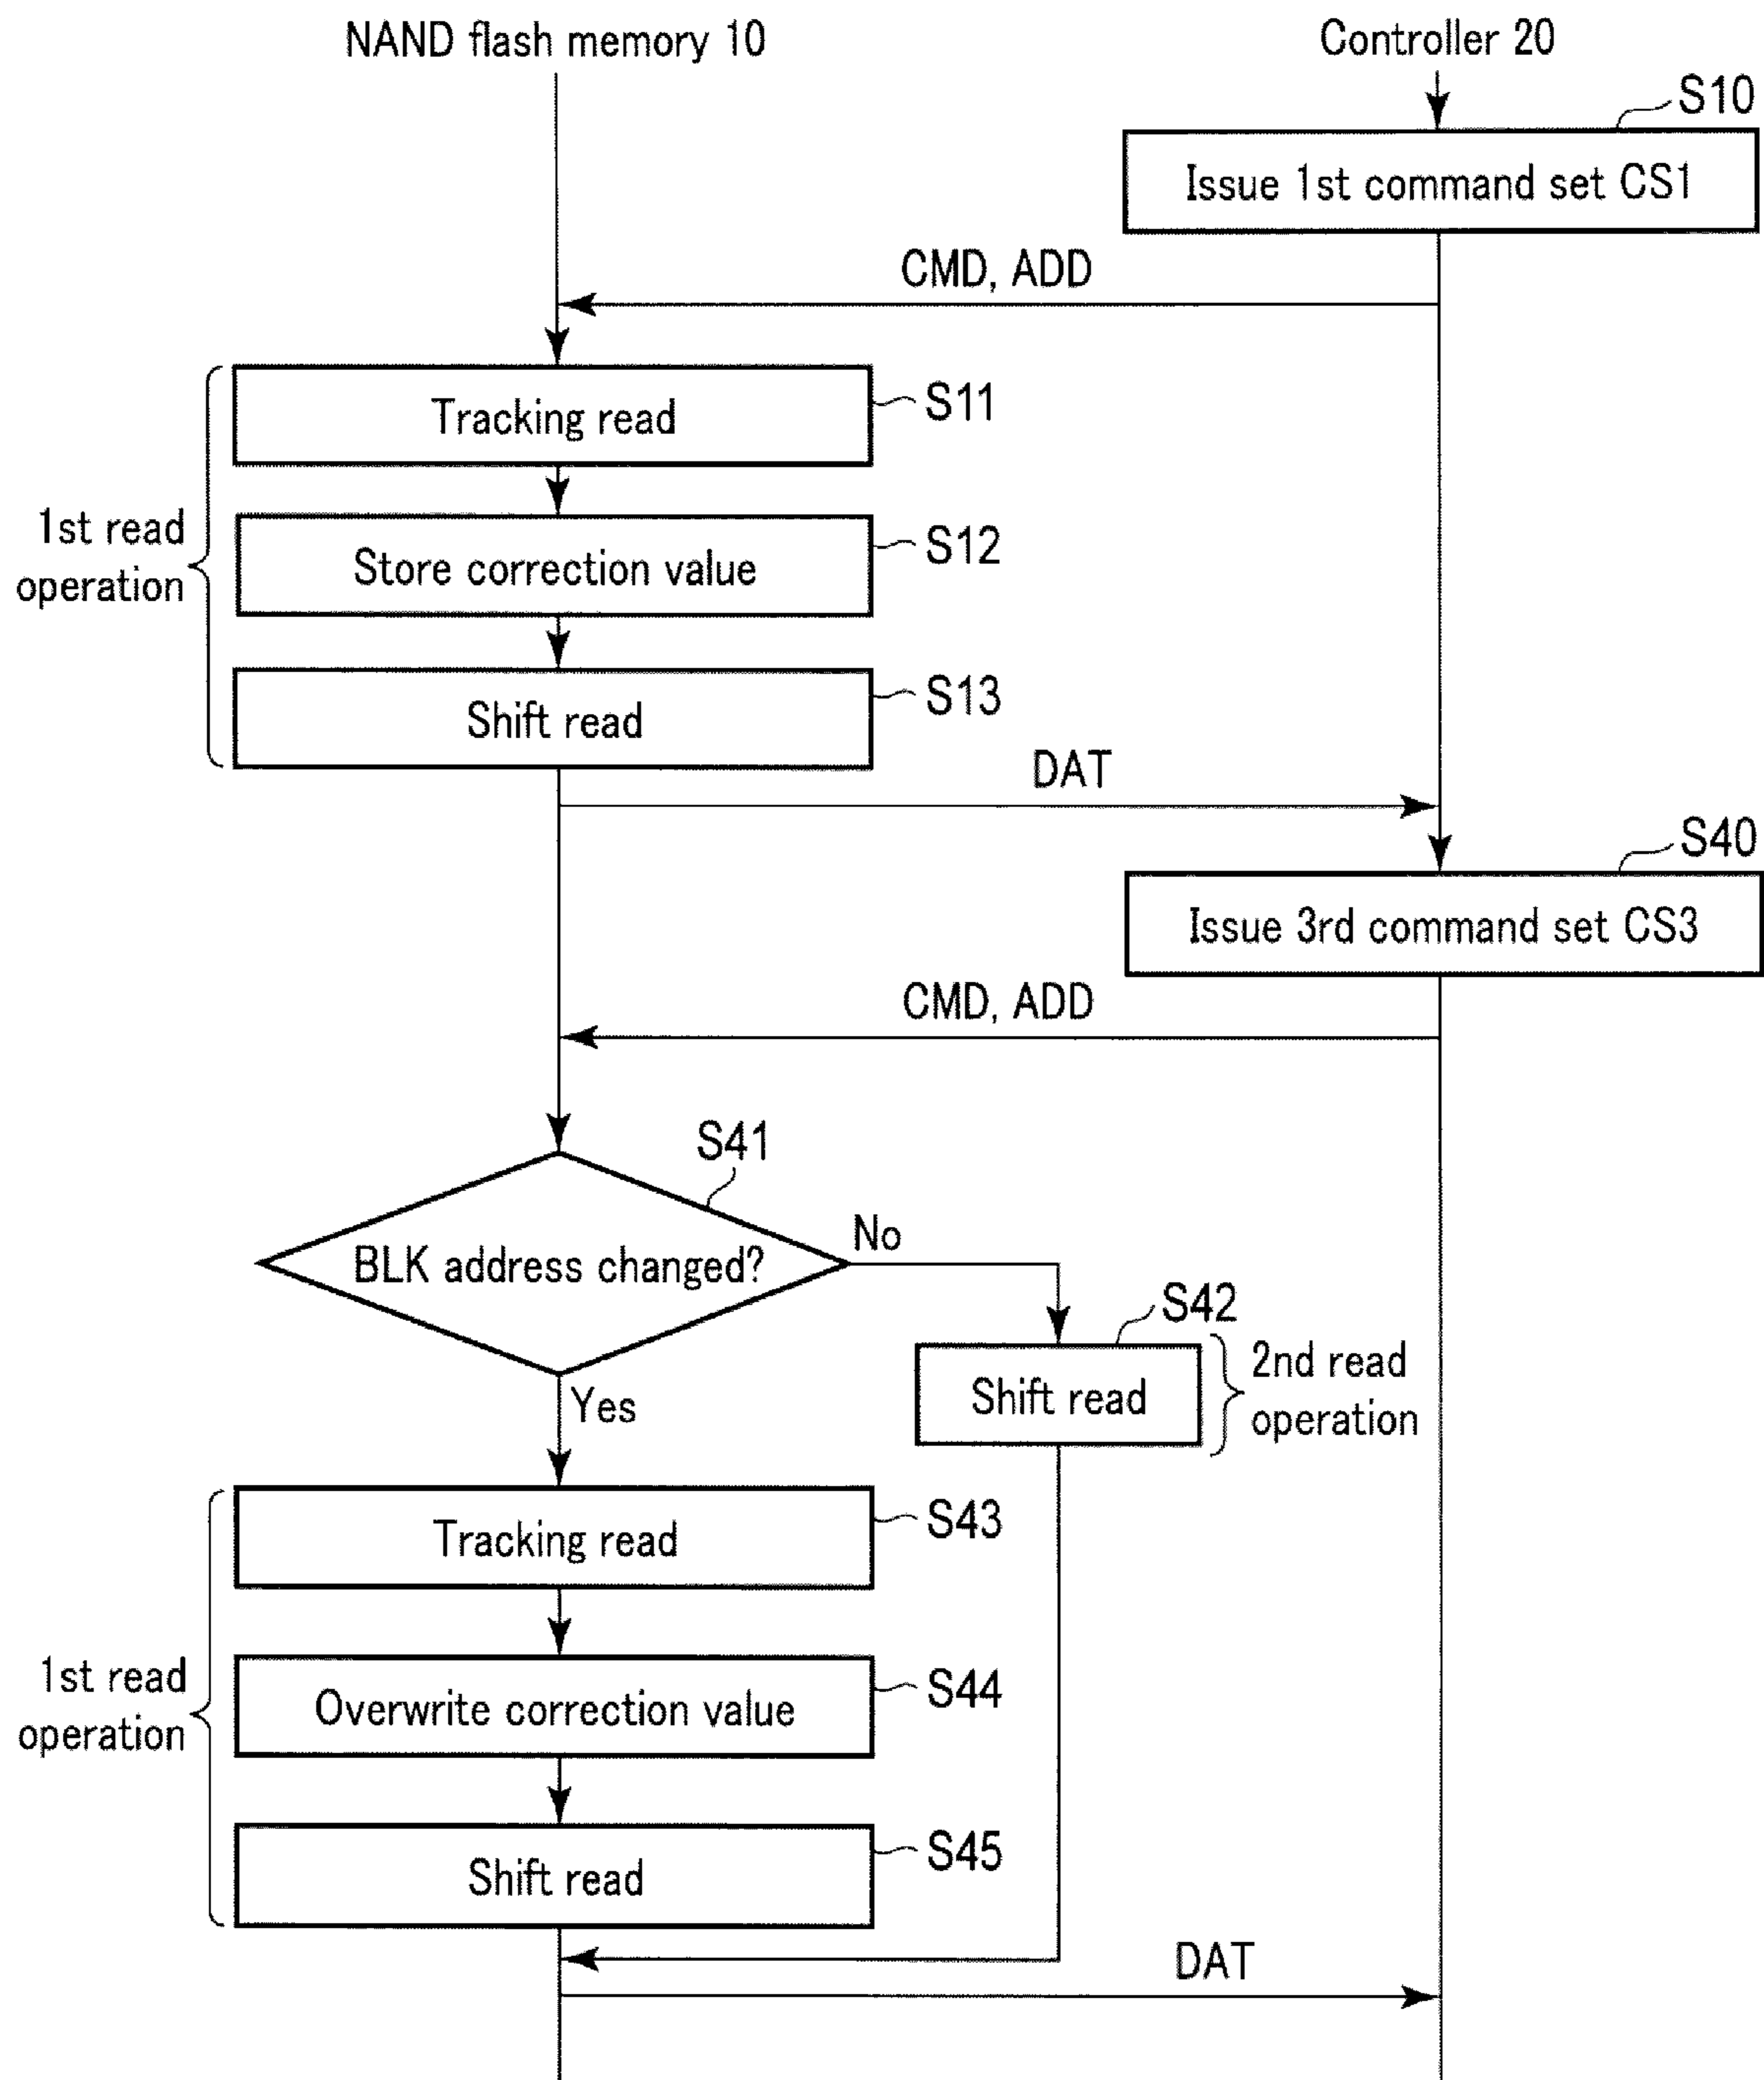 NAND flash memory 10
Controller 20
S10
Issue 1st command set CS1
CMD, ADD
S11
Tracking read
1st read
operation
S12
Store correction value
S13
Shift read
DAT
S40
Issue 3rd command set CS3
CMD, ADD
S41
BLK address changed?
No
S42
Shift read
2nd read
operation
Yes
S43
Tracking read
1st read
operation
S44
Overwrite correction value
S45
Shift read
DAT